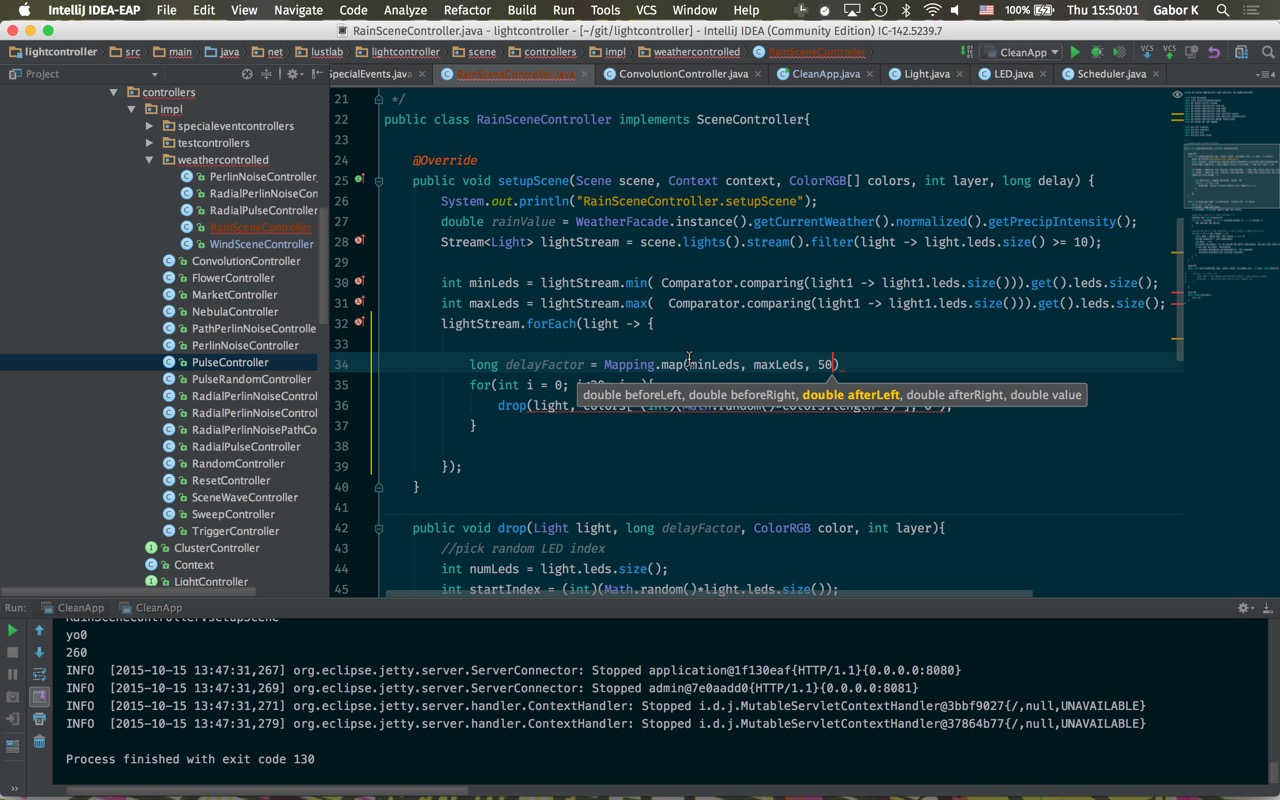 IntelliJ IDEA-EAP File Edit View Navigate Code Analyze Refactor Build Run Tools VCS Window Help 100% Thu 15:50:01 Gabor K
RainSceneController.java - lightcontroller - [~/git/lightcontroller] - IntelliJ IDEA (Community Edition) IC-142.5239.7
lightcontroller src main java net lustlab lightcontroller scene controllers impl weathercontrolled RainSceneController CleanApp VCS VCS
Project SpecialEvents.java RainSceneController.java ConvolutionController.java CleanApp.java Light.java LED.java Scheduler.java 4
controllers
impl
specialeventcontrollers
testcontrollers
weathercontrolled
PerlinNoiseController
RadialPerlinNoiseCon
RadialPulseController
RainSceneController
WindSceneController
ConvolutionController
FlowerController
MarketController
NebulaController
PathPerlinNoiseControlle
PerlinNoiseController
PulseController
PulseRandomController
RadialPerlinNoiseContro
RadialPerlinNoisePathCo
RadialPulseController
RandomController
ResetController
SceneWaveController
SweepController
TriggerController
ClusterController
Context
LightController
21 */
22 public class RainSceneController implements SceneController{
23
24 @Override
25 public void setupScene(Scene scene, Context context, ColorRGB[] colors, int layer, long delay) {
26 System.out.println("RainSceneController.setupScene");
27 double rainValue = WeatherFacade.instance().getCurrentWeather().normalized().getPrecipIntensity();
28 Stream<Light> lightStream = scene.lights().stream().filter(light -> light.leds.size() >= 10);
29
30 int minLeds = lightStream.min( Comparator.comparing(light1 -> light1.leds.size())).get().leds.size();
31 int maxLeds = lightStream.max(  Comparator.comparing(light1 -> light1.leds.size())).get().leds.size();
32 lightStream.forEach(light -> {
33
34 long delayFactor = Mapping.map(minLeds, maxLeds, 50)
35 for(int i = 0;
double beforeLeft, double beforeRight, double afterLeft, double afterRight, double value
36 drop(light, colors[ (int)(Math.random()*colors.length-1) ], 0 );
37 }
38
39 });
40 }
41
42 public void drop(Light light, long delayFactor, ColorRGB color, int layer){
43 //pick random LED index
44 int numLeds = light.leds.size();
45 int startIndex = (int)(Math.random()*light.leds.size());
Run: CleanApp CleanApp
RainSceneController.setupScene
yo0
260
INFO  [2015-10-15 13:47:31,267] org.eclipse.jetty.server.ServerConnector: Stopped application@1f130eaf{HTTP/1.1}{0.0.0.0:8080}
INFO  [2015-10-15 13:47:31,269] org.eclipse.jetty.server.ServerConnector: Stopped admin@7e0aadd0{HTTP/1.1}{0.0.0.0:8081}
INFO  [2015-10-15 13:47:31,271] org.eclipse.jetty.server.handler.ContextHandler: Stopped i.d.j.MutableServletContextHandler@3bbf9027{/,null,UNAVAILABLE}
INFO  [2015-10-15 13:47:31,279] org.eclipse.jetty.server.handler.ContextHandler: Stopped i.d.j.MutableServletContextHandler@37864b77{/,null,UNAVAILABLE}
Process finished with exit code 130